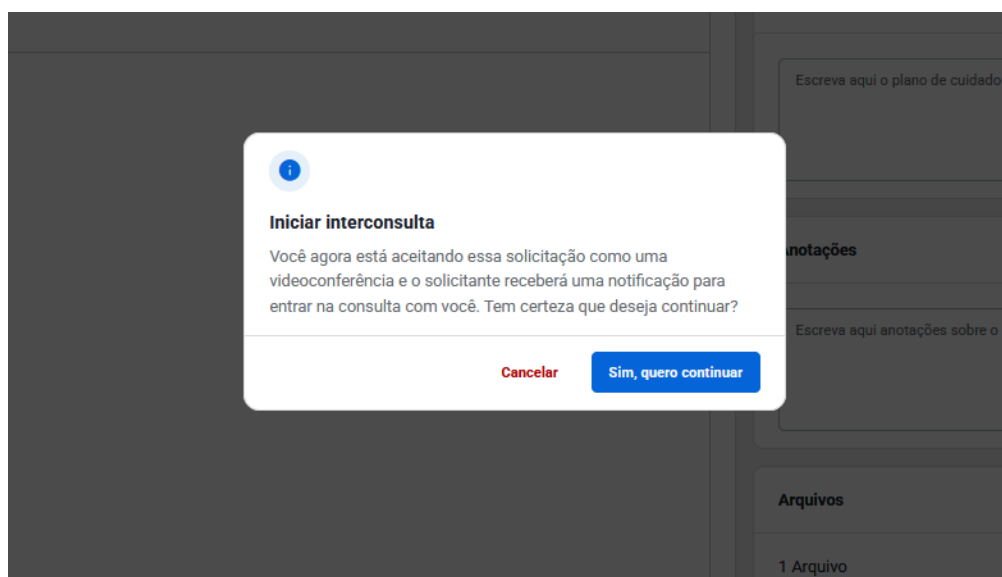 Escreva aqui o plano de cuidado
Iniciar interconsulta
Você agora está aceitando essa solicitação como uma
videoconferência e o solicitante receberá uma notificação para
entrar na consulta com você. Tem certeza que deseja continuar?
Cancelar
Sim, quero continuar
Anotações
Escreva aqui anotações sobre o
Arquivos
1 Arquivo